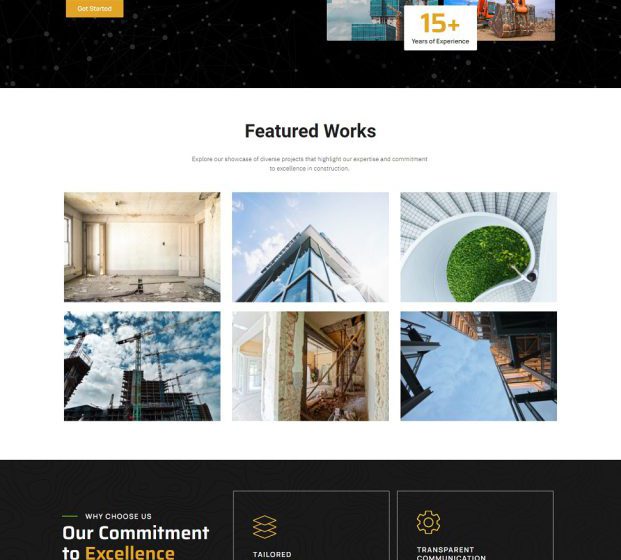 Get Started
15+
Years of Experience
Featured Works
Explore our showcase of diverse projects that highlight our expertise and commitment
to excellence in construction.
WHY CHOOSE US
Our Commitment
to Excellence
TAILORED
TRANSPARENT
COMMUNICATION